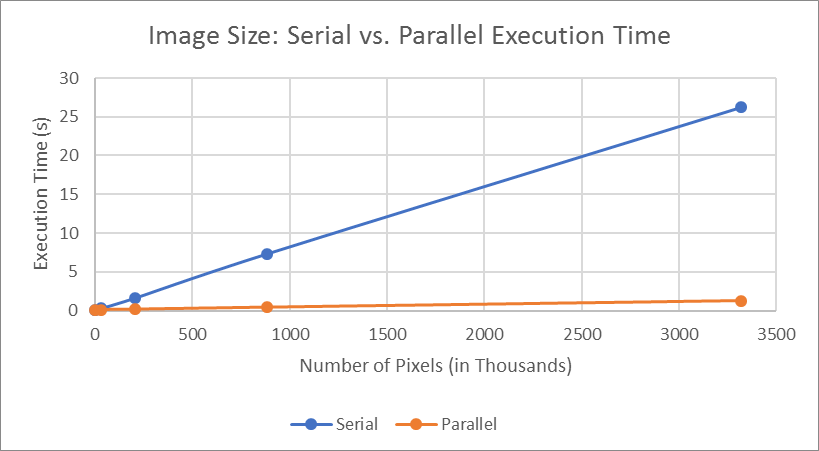 Image Size: Serial vs. Parallel Execution Time
30
25
20
15
10
5
0
Execution Time (s)
0 500 1000 1500 2000 2500 3000 3500
Number of Pixels (in Thousands)
Serial Parallel